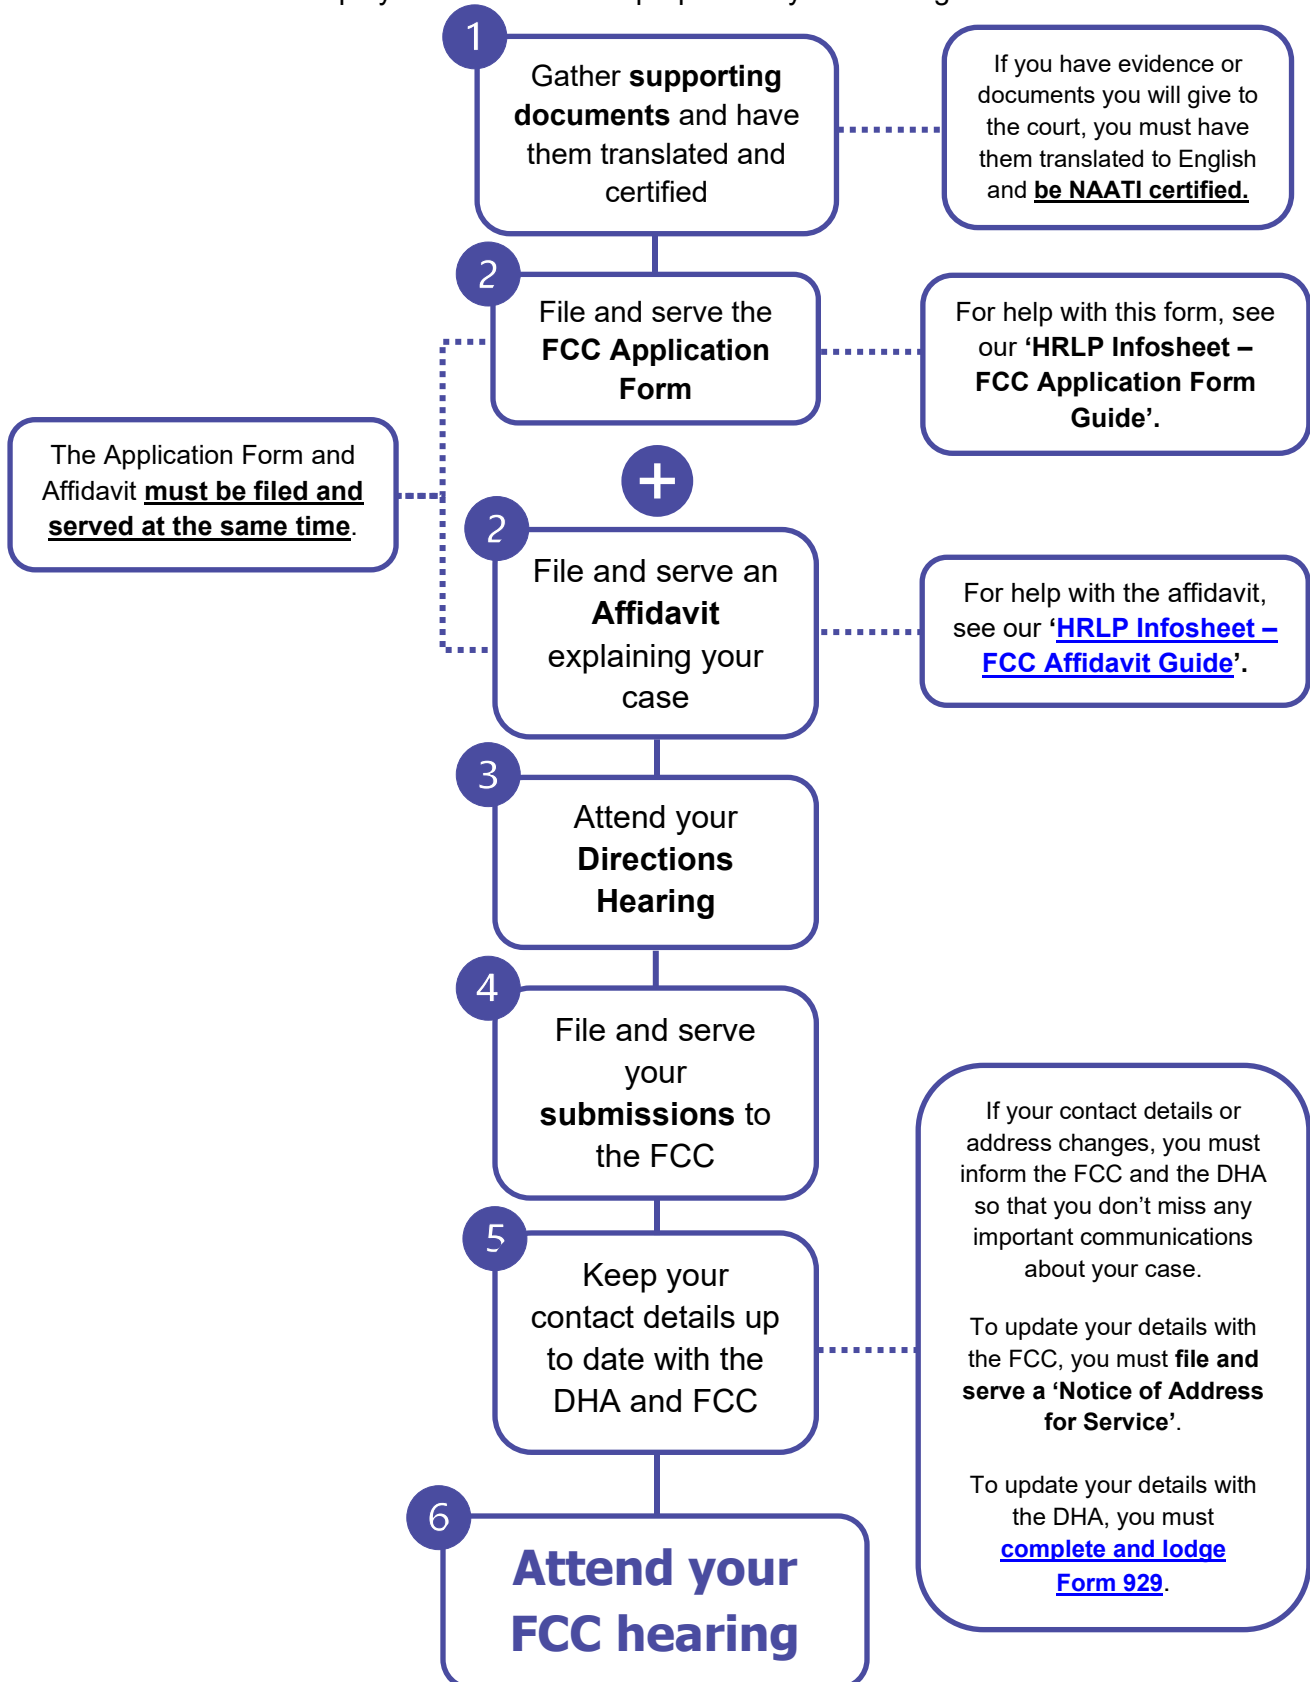 1
Gather supporting
documents and have
them translated and
certified
If you have evidence or
documents you will give to
the court, you must have
them translated to English
and be NAATI certified.
2
File and serve the
FCC Application
Form
For help with this form, see
our ‘HRLP Infosheet –
FCC Application Form
Guide’.
The Application Form and
Affidavit must be filed and
served at the same time.
+
2
File and serve an
Affidavit
explaining your
case
For help with the affidavit,
see our ‘HRLP Infosheet –
FCC Affidavit Guide’.
3
Attend your
Directions
Hearing
4
File and serve
your
submissions to
the FCC
5
Keep your
contact details up
to date with the
DHA and FCC
If your contact details or
address changes, you must
inform the FCC and the DHA
so that you don’t miss any
important communications
about your case.
To update your details with
the FCC, you must file and
serve a ‘Notice of Address
for Service’.
To update your details with
the DHA, you must
complete and lodge
Form 929.
6
Attend your
FCC hearing